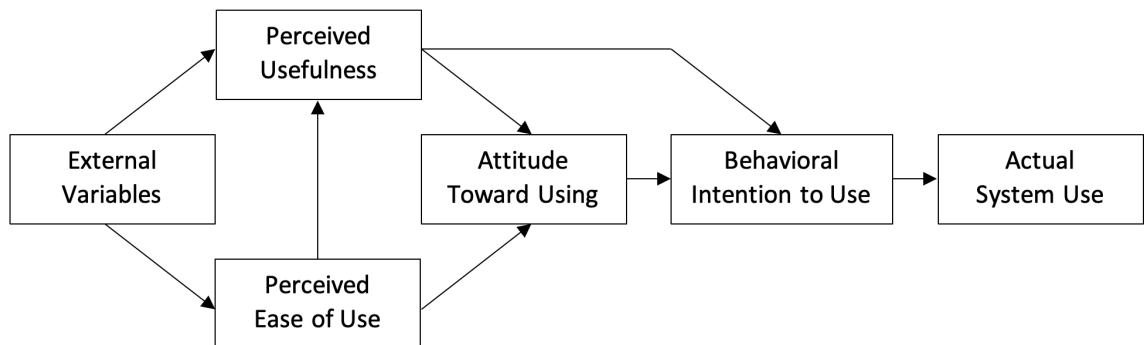 Perceived
Usefulness
External
Variables
Attitude
Toward Using
Behavioral
Intention to Use
Actual
System Use
Perceived
Ease of Use